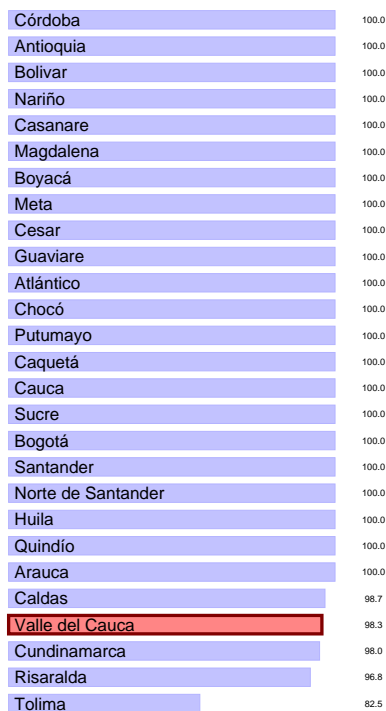 Córdoba 100.0
Antioquia 100.0
Bolivar 100.0
Nariño 100.0
Casanare 100.0
Magdalena 100.0
Boyacá 100.0
Meta 100.0
Cesar 100.0
Guaviare 100.0
Atlántico 100.0
Chocó 100.0
Putumayo 100.0
Caquetá 100.0
Cauca 100.0
Sucre 100.0
Bogotá 100.0
Santander 100.0
Norte de Santander 100.0
Huila 100.0
Quindío 100.0
Arauca 100.0
Caldas 98.7
Valle del Cauca 98.3
Cundinamarca 98.0
Risaralda 96.8
Tolima 82.5